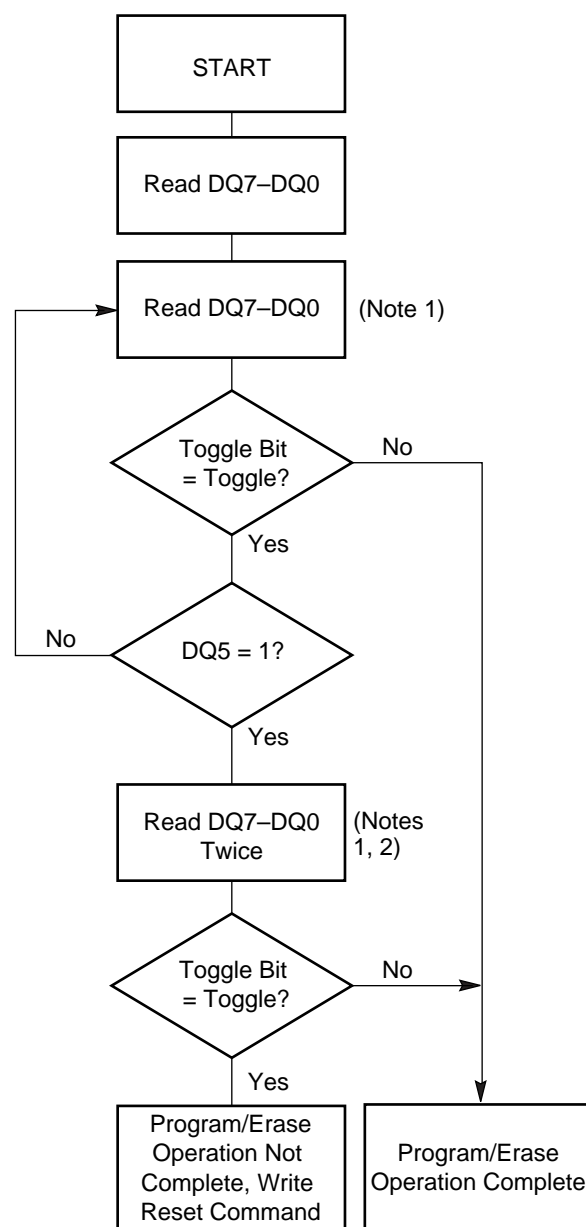 START
Read DQ7–DQ0
Read DQ7–DQ0
(Note 1)
Toggle Bit
= Toggle?
No
Yes
No
DQ5 = 1?
Yes
Read DQ7–DQ0
Twice
(Notes
1, 2)
Toggle Bit
= Toggle?
No
Yes
Program/Erase
Operation Not
Complete, Write
Reset Command
Program/Erase
Operation Complete